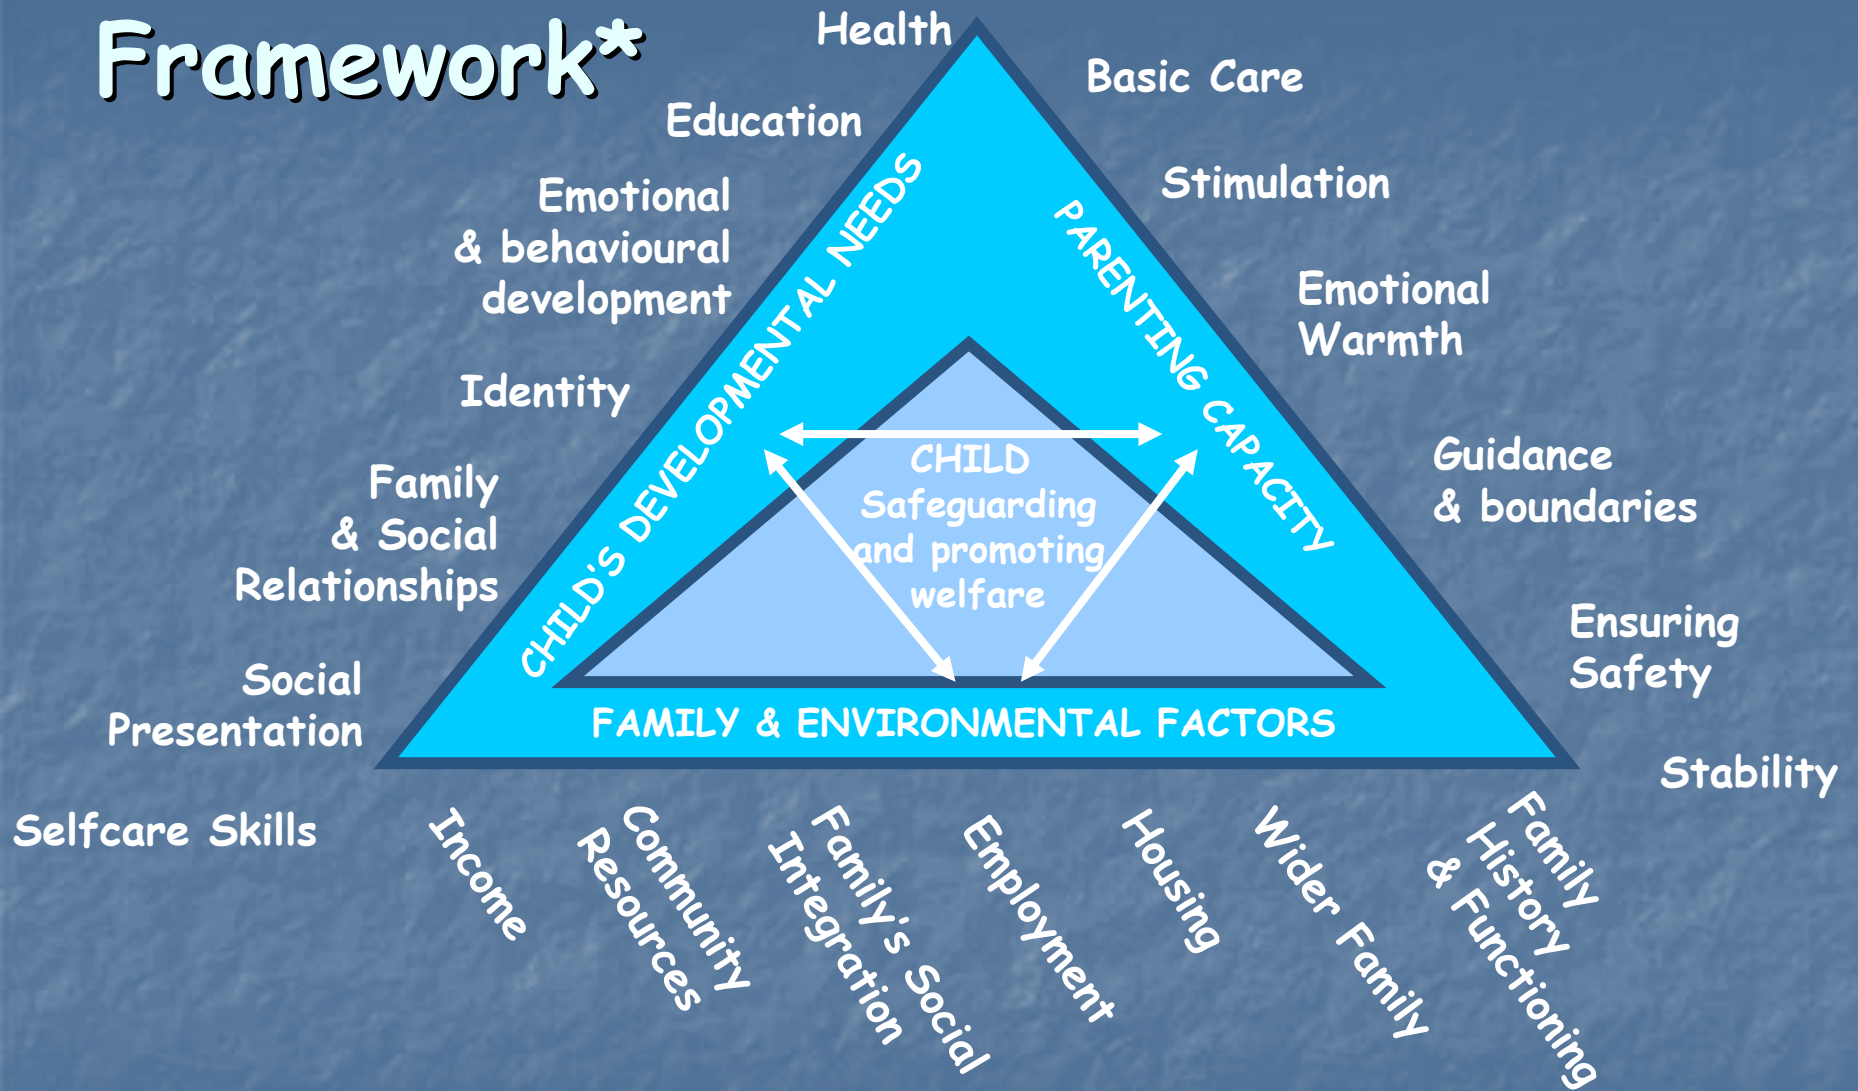 Framework*
Health
Education
Emotional
& behavioural
development
Identity
Family
& Social
Relationships
Social
Presentation
Selfcare Skills
CHILD'S DEVELOPMENTAL NEEDS
Basic Care
Stimulation
Emotional
Warmth
Guidance
& boundaries
Ensuring
Safety
Stability
PARENTING CAPACITY
CHILD
Safeguarding
and promoting
welfare
FAMILY & ENVIRONMENTAL FACTORS
Income
Community
Resources
Family's Social
Integration
Employment
Housing
Wider Family
Family
History
& Functioning